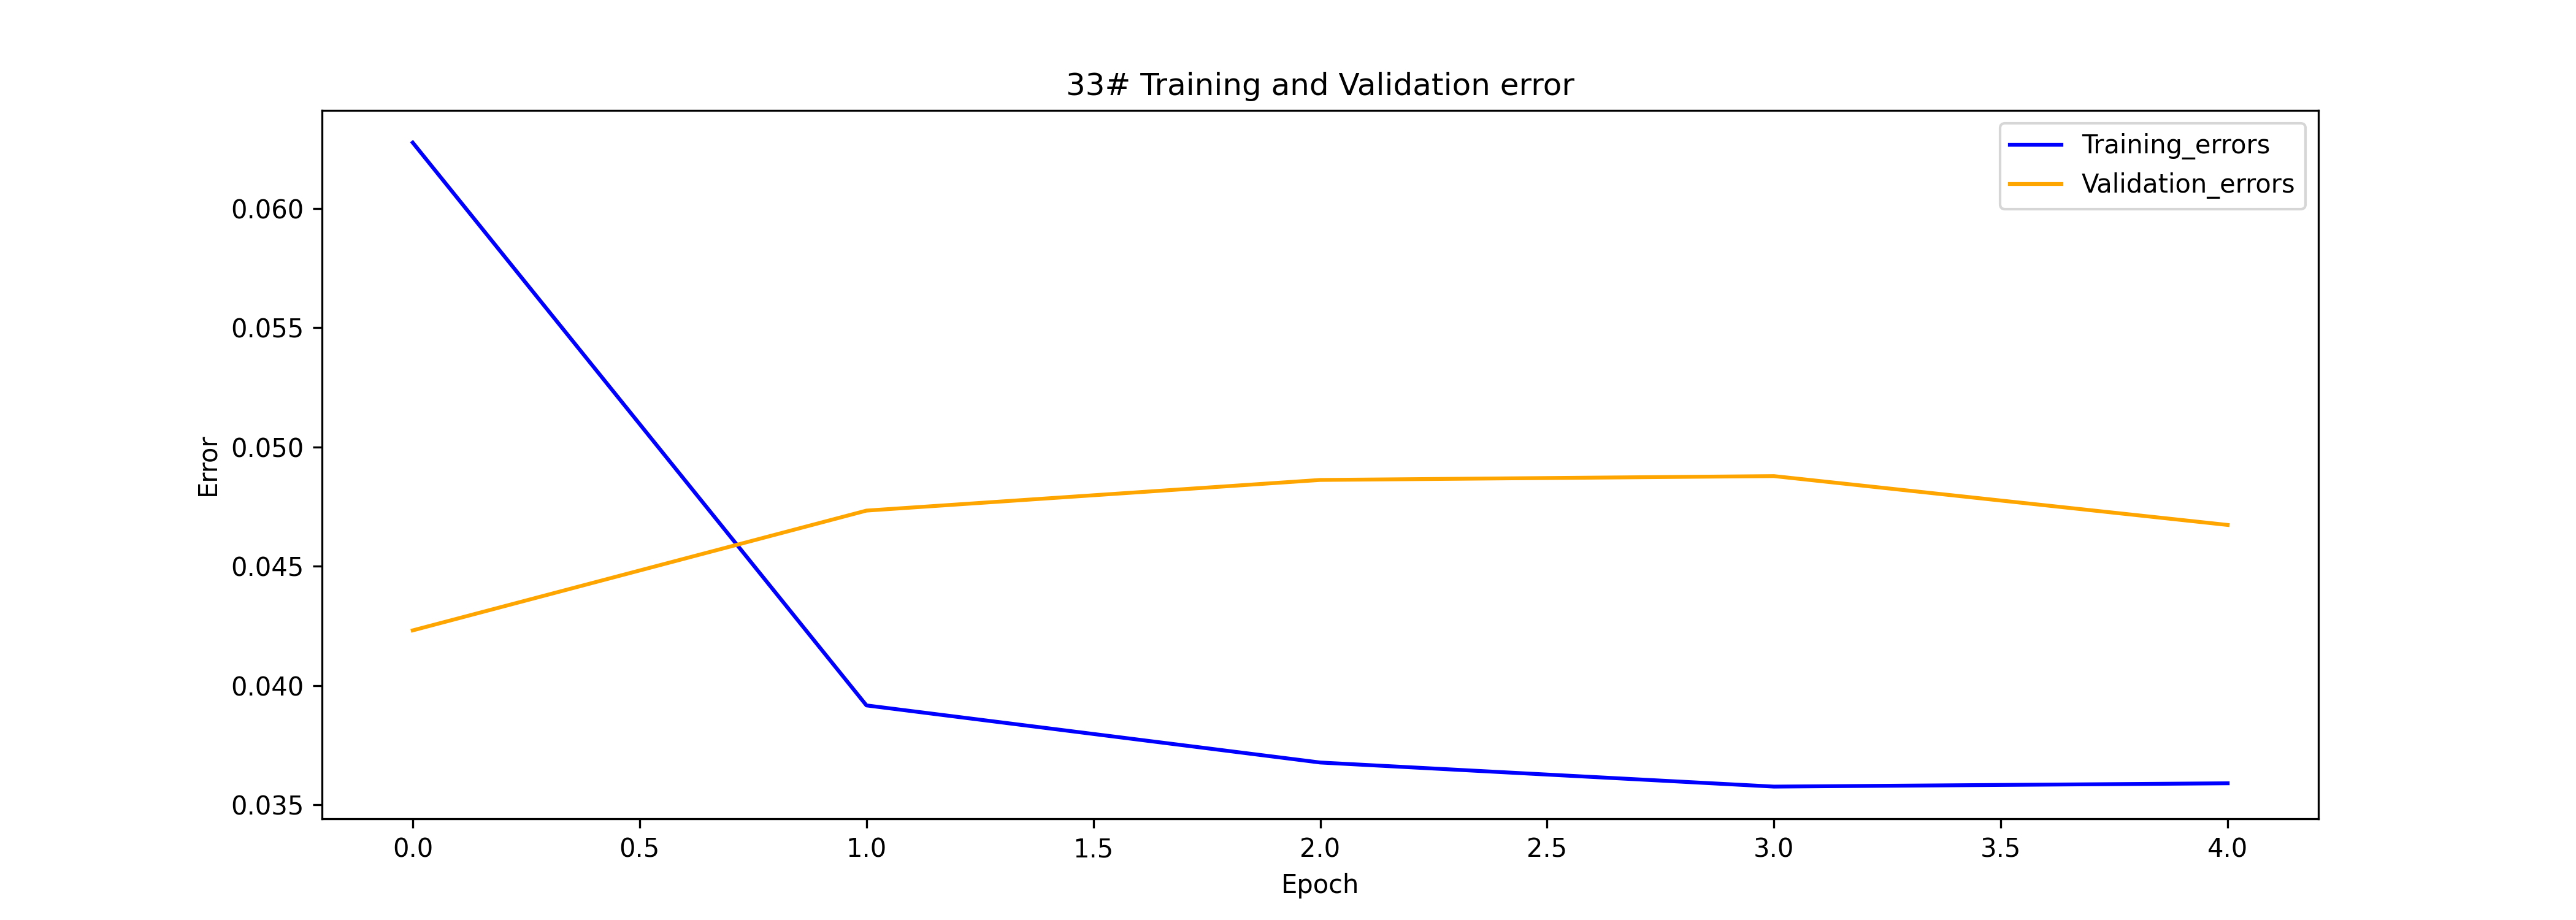 33# Training and Validation error
Training_errors
Validation_errors
Error
0.060
0.055
0.050
0.045
0.040
0.035
0.0 0.5 1.0 1.5 2.0 2.5 3.0 3.5 4.0
Epoch